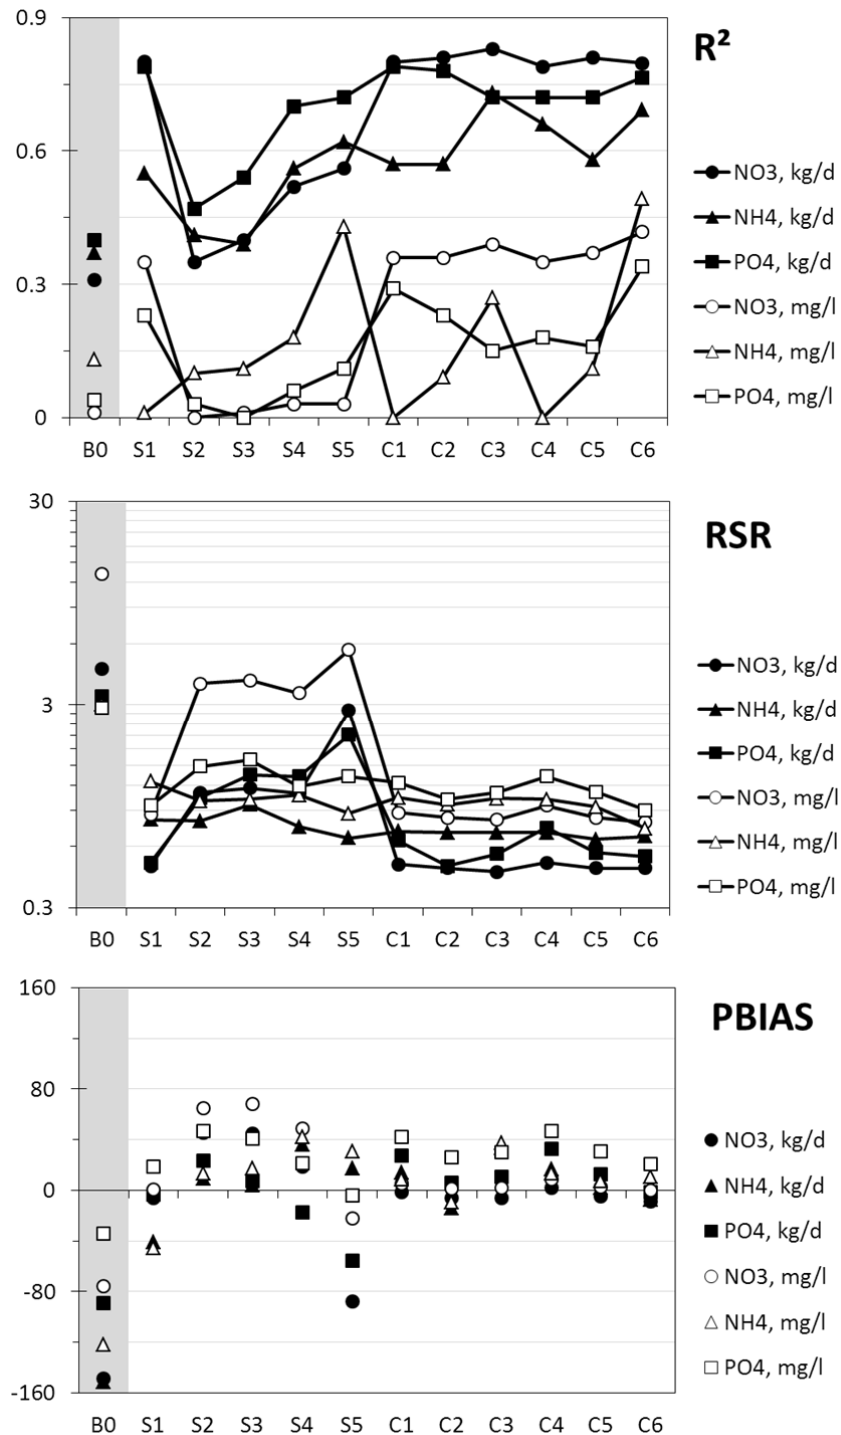 R²
0.9
0.6
0.3
0
B0 S1 S2 S3 S4 S5 C1 C2 C3 C4 C5 C6
NO3, kg/d
NH4, kg/d
PO4, kg/d
NO3, mg/l
NH4, mg/l
PO4, mg/l
RSR
30
3
0.3
B0 S1 S2 S3 S4 S5 C1 C2 C3 C4 C5 C6
NO3, kg/d
NH4, kg/d
PO4, kg/d
NO3, mg/l
NH4, mg/l
PO4, mg/l
PBIAS
160
80
0
-80
-160
B0 S1 S2 S3 S4 S5 C1 C2 C3 C4 C5 C6
NO3, kg/d
NH4, kg/d
PO4, kg/d
NO3, mg/l
NH4, mg/l
PO4, mg/l